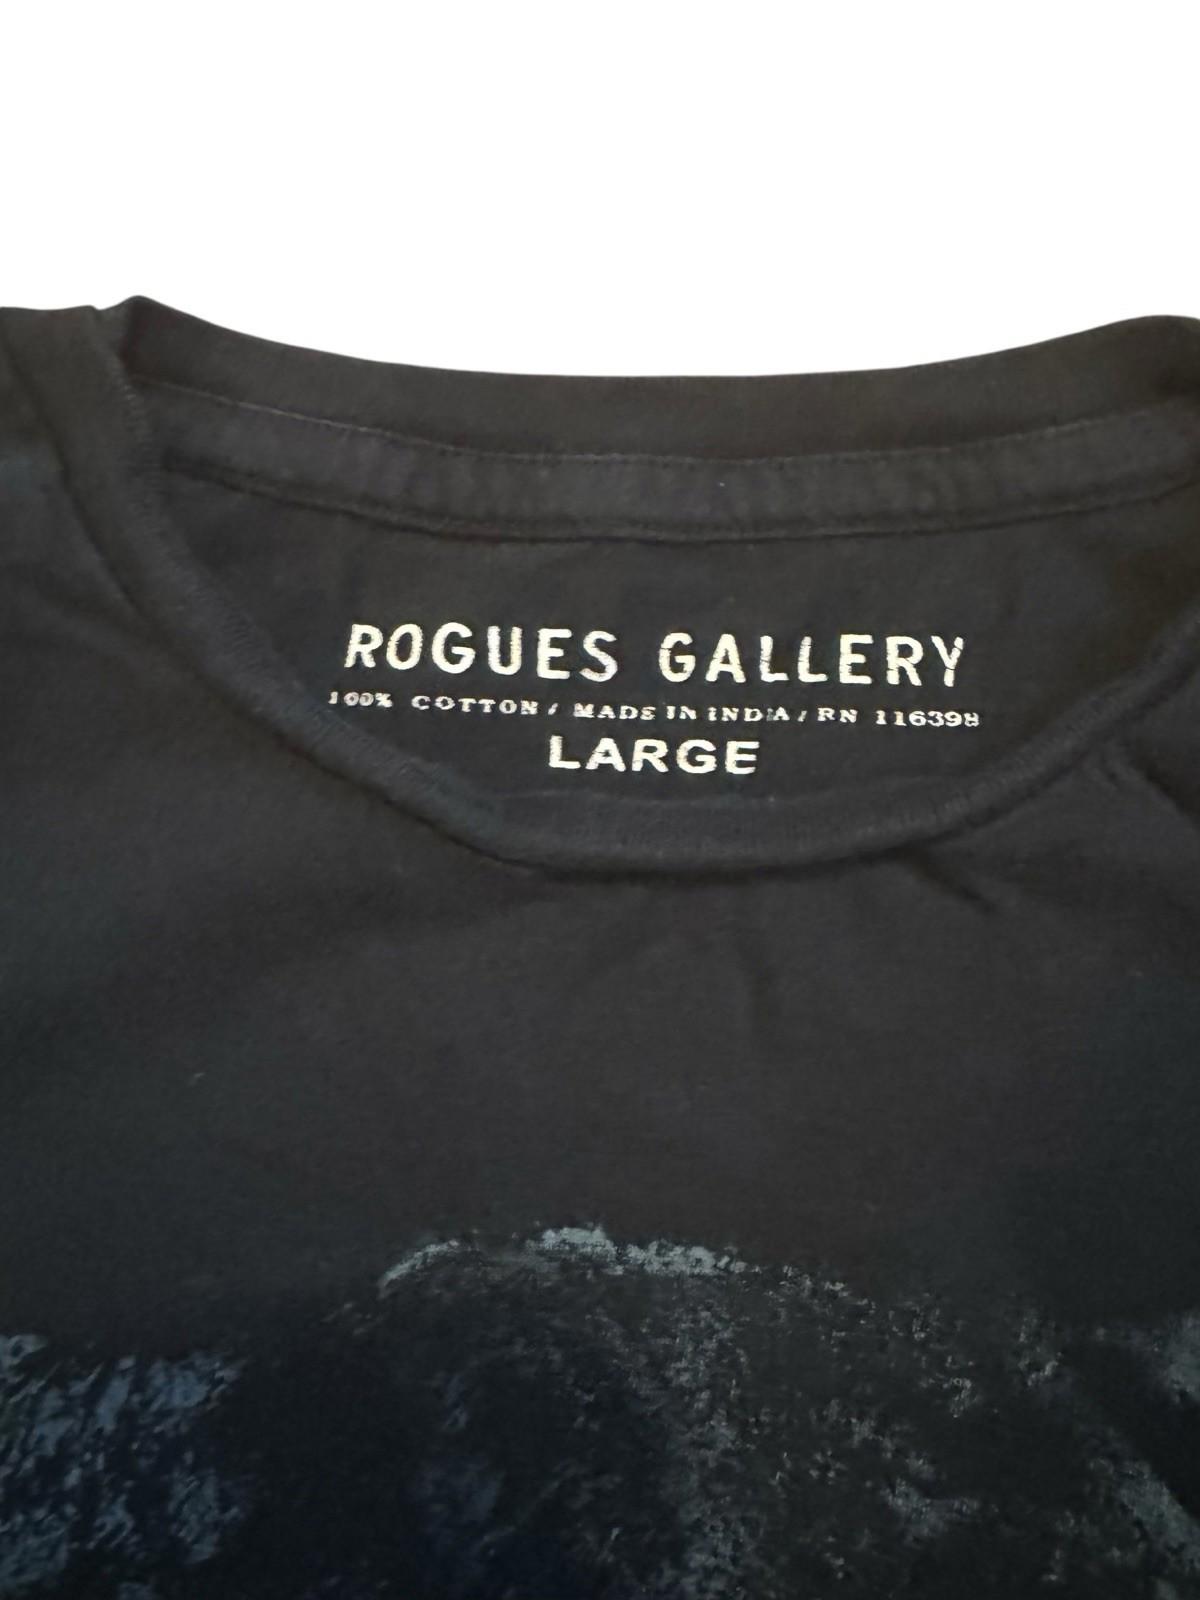 ROGUES GALLERY
100% COTTON / MADE IN INDIA / RN 116398
LARGE